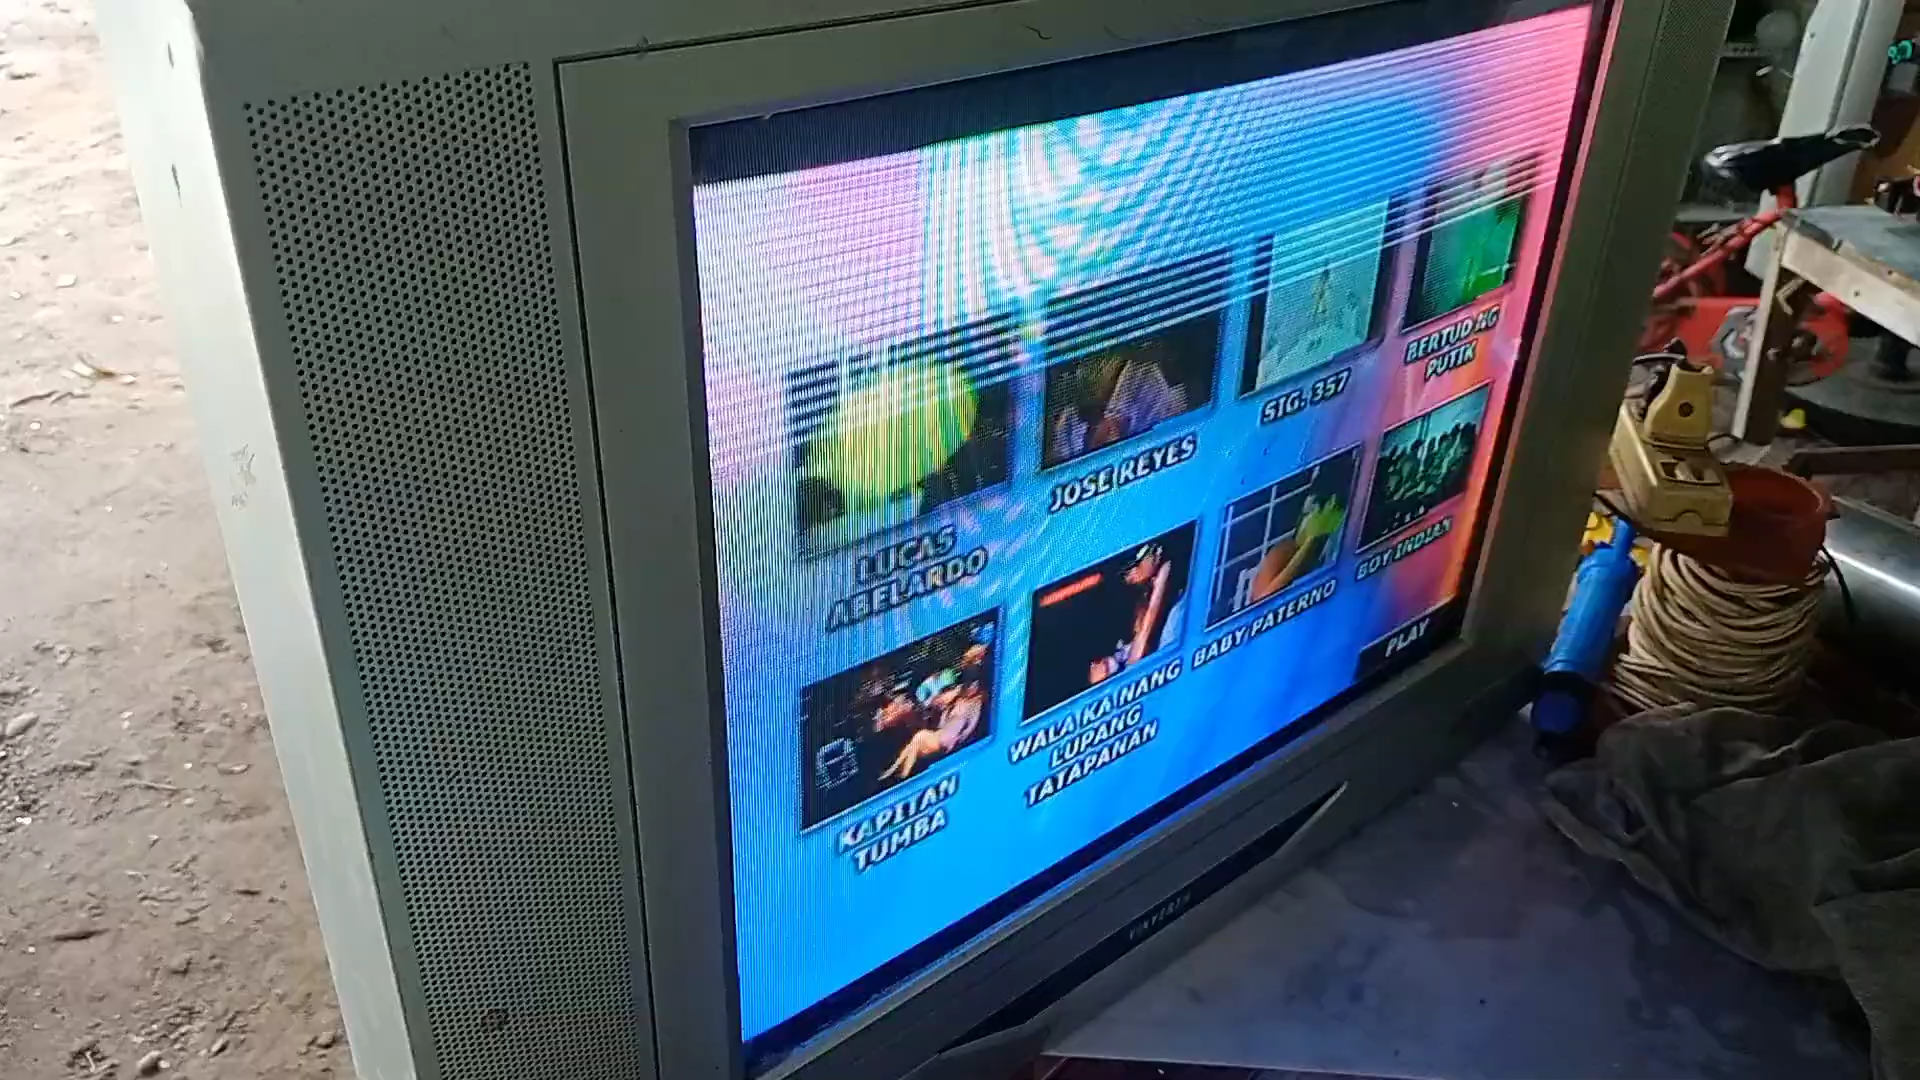 LUCAS
ABELARDO
JOSE REYES
SIG. 357
BERTUD NG
PUTIK
KAPITAN
TUMBA
WALA KA NANG
LUPANG
TATAPANAN
BABY PATERNO
BOY INDIAN
PLAY